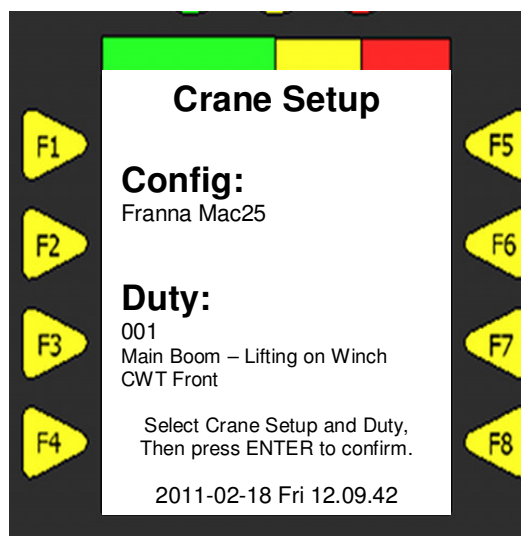 Crane Setup
F1
F5
Config:
Franna Mac25
F2
F6
Duty:
001
F3
F7
Main Boom – Lifting on Winch
CWT Front
F4
F8
Select Crane Setup and Duty,
Then press ENTER to confirm.
2011-02-18 Fri 12.09.42